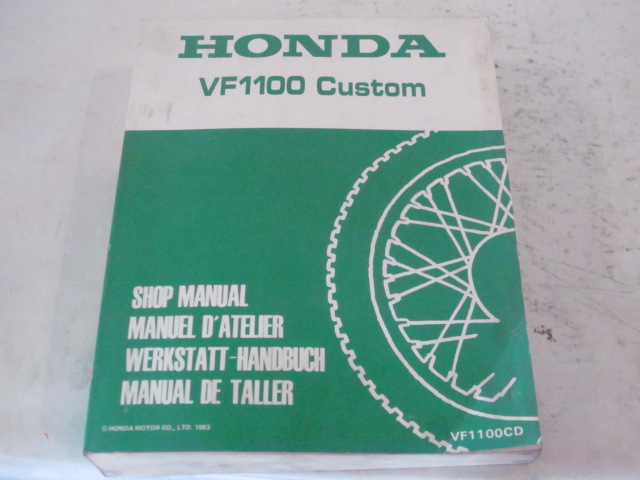 HONDA
VF1100 Custom
SHOP MANUAL
MANUEL D'ATELIER
WERKSTATT-HANDBUCH
MANUAL DE TALLER
© HONDA MOTOR CO., LTD. 1983
VF1100CD